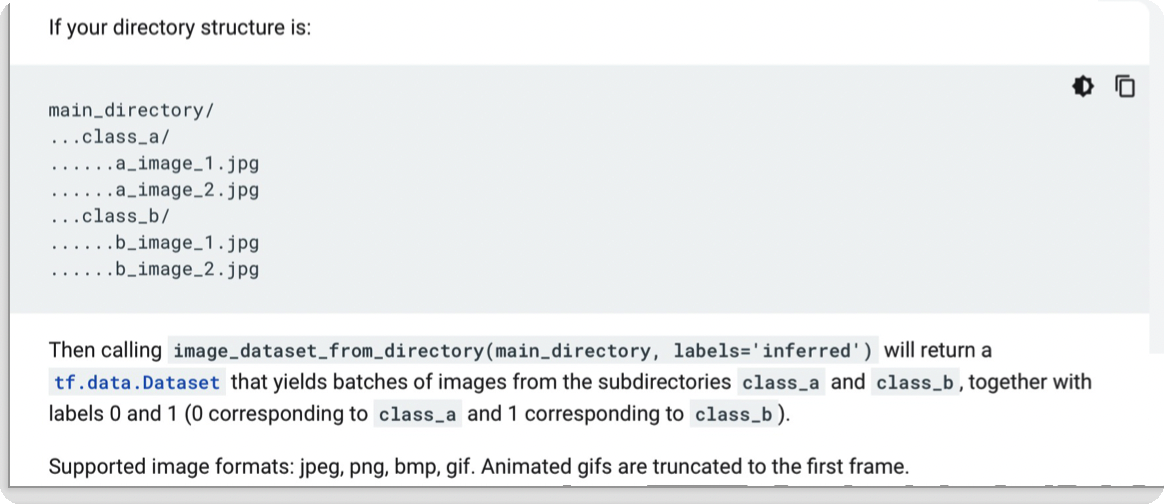 If your directory structure is:
main_directory/
...class_a/
......a_image_1.jpg
......a_image_2.jpg
...class_b/
......b_image_1.jpg
......b_image_2.jpg
Then calling image_dataset_from_directory(main_directory, labels='inferred') will return a
tf.data.Dataset that yields batches of images from the subdirectories class_a and class_b, together with
labels 0 and 1 (0 corresponding to class_a and 1 corresponding to class_b).
Supported image formats: jpeg, png, bmp, gif. Animated gifs are truncated to the first frame.